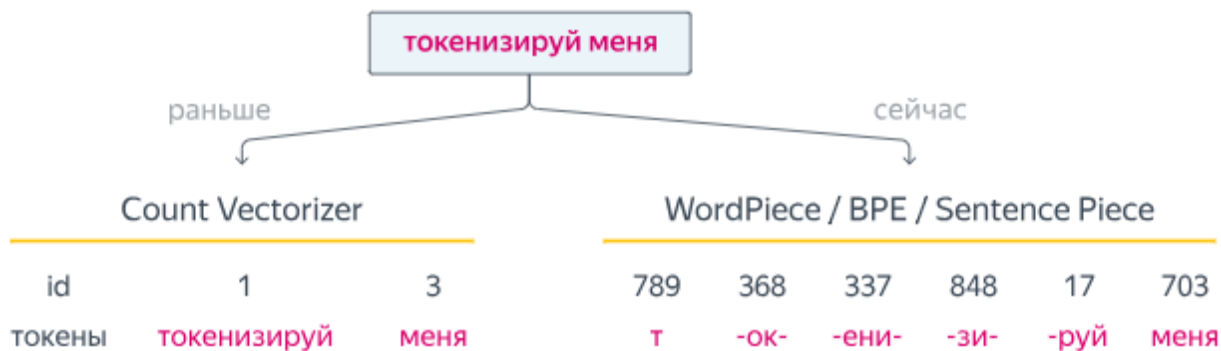 токенизируй меня
раньше сейчас
Count Vectorizer WordPiece / BPE / Sentence Piece
id 1 3 789 368 337 848 17 703
токены токенизируй меня т -ок- -ени- -зи- -руй меня